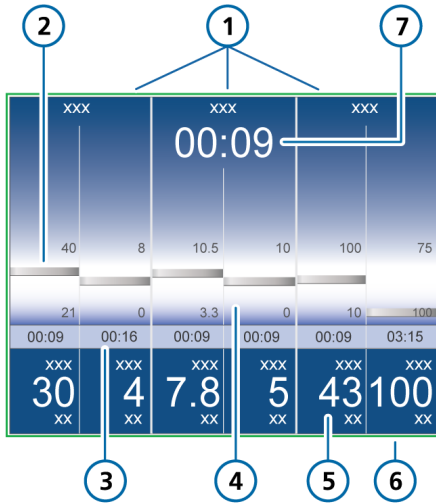 2 1 7
xxx xxx xxx
00:09
40 8 10.5 10 100 75
21 0 3.3 0 10 100
00:09 00:16 00:09 00:09 00:09 03:15
xxx xxx xxx xxx xxx xxx
30 4 7.8 5 43 100
xx xx xx xx xx xx
3 4 5 6